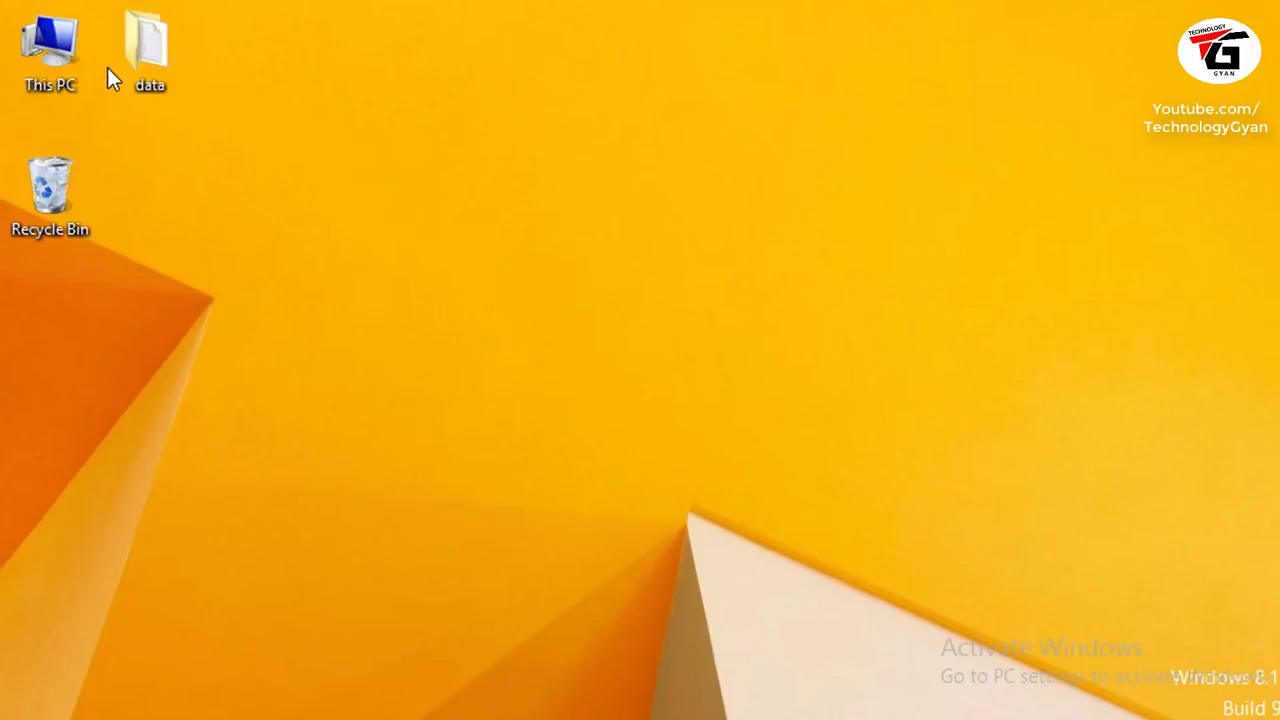 This PC
data
Recycle Bin
TECHNOLOGY
TG
GYAN
Youtube.com/
TechnologyGyan
Activate Windows
Go to PC settings to activate
Windows 8.1
Build 9